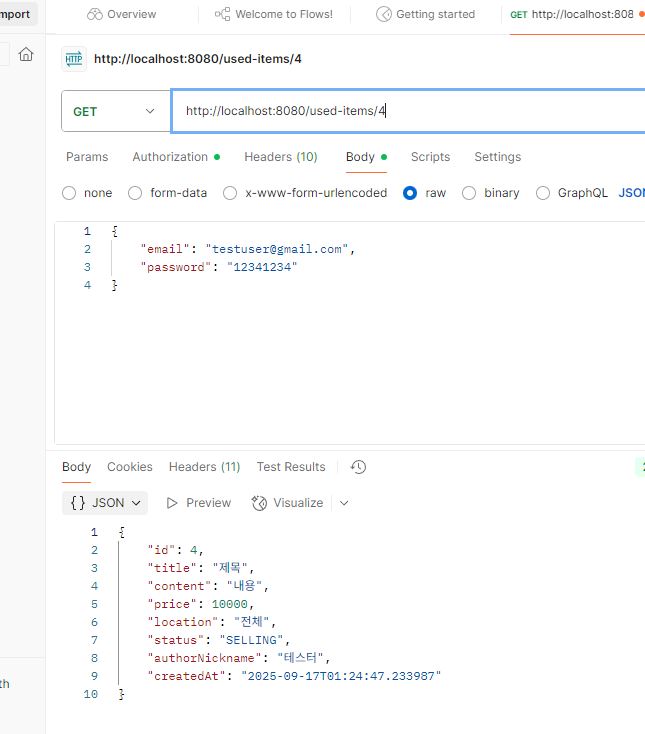 mport
Overview
Welcome to Flows!
Getting started
GET http://localhost:808
HTTP http://localhost:8080/used-items/4
GET
http://localhost:8080/used-items/4
Params Authorization Headers (10) Body Scripts Settings
none form-data x-www-form-urlencoded raw binary GraphQL JSON
1 {
2 "email": "testuser@gmail.com",
3 "password": "12341234"
4 }
Body Cookies Headers (11) Test Results
2
{} JSON Preview Visualize
1 {
2 "id": 4,
3 "title": "제목",
4 "content": "내용",
5 "price": 10000,
6 "location": "전체",
7 "status": "SELLING",
8 "authorNickname": "테스터",
9 "createdAt": "2025-09-17T01:24:47.233987"
10 }
th